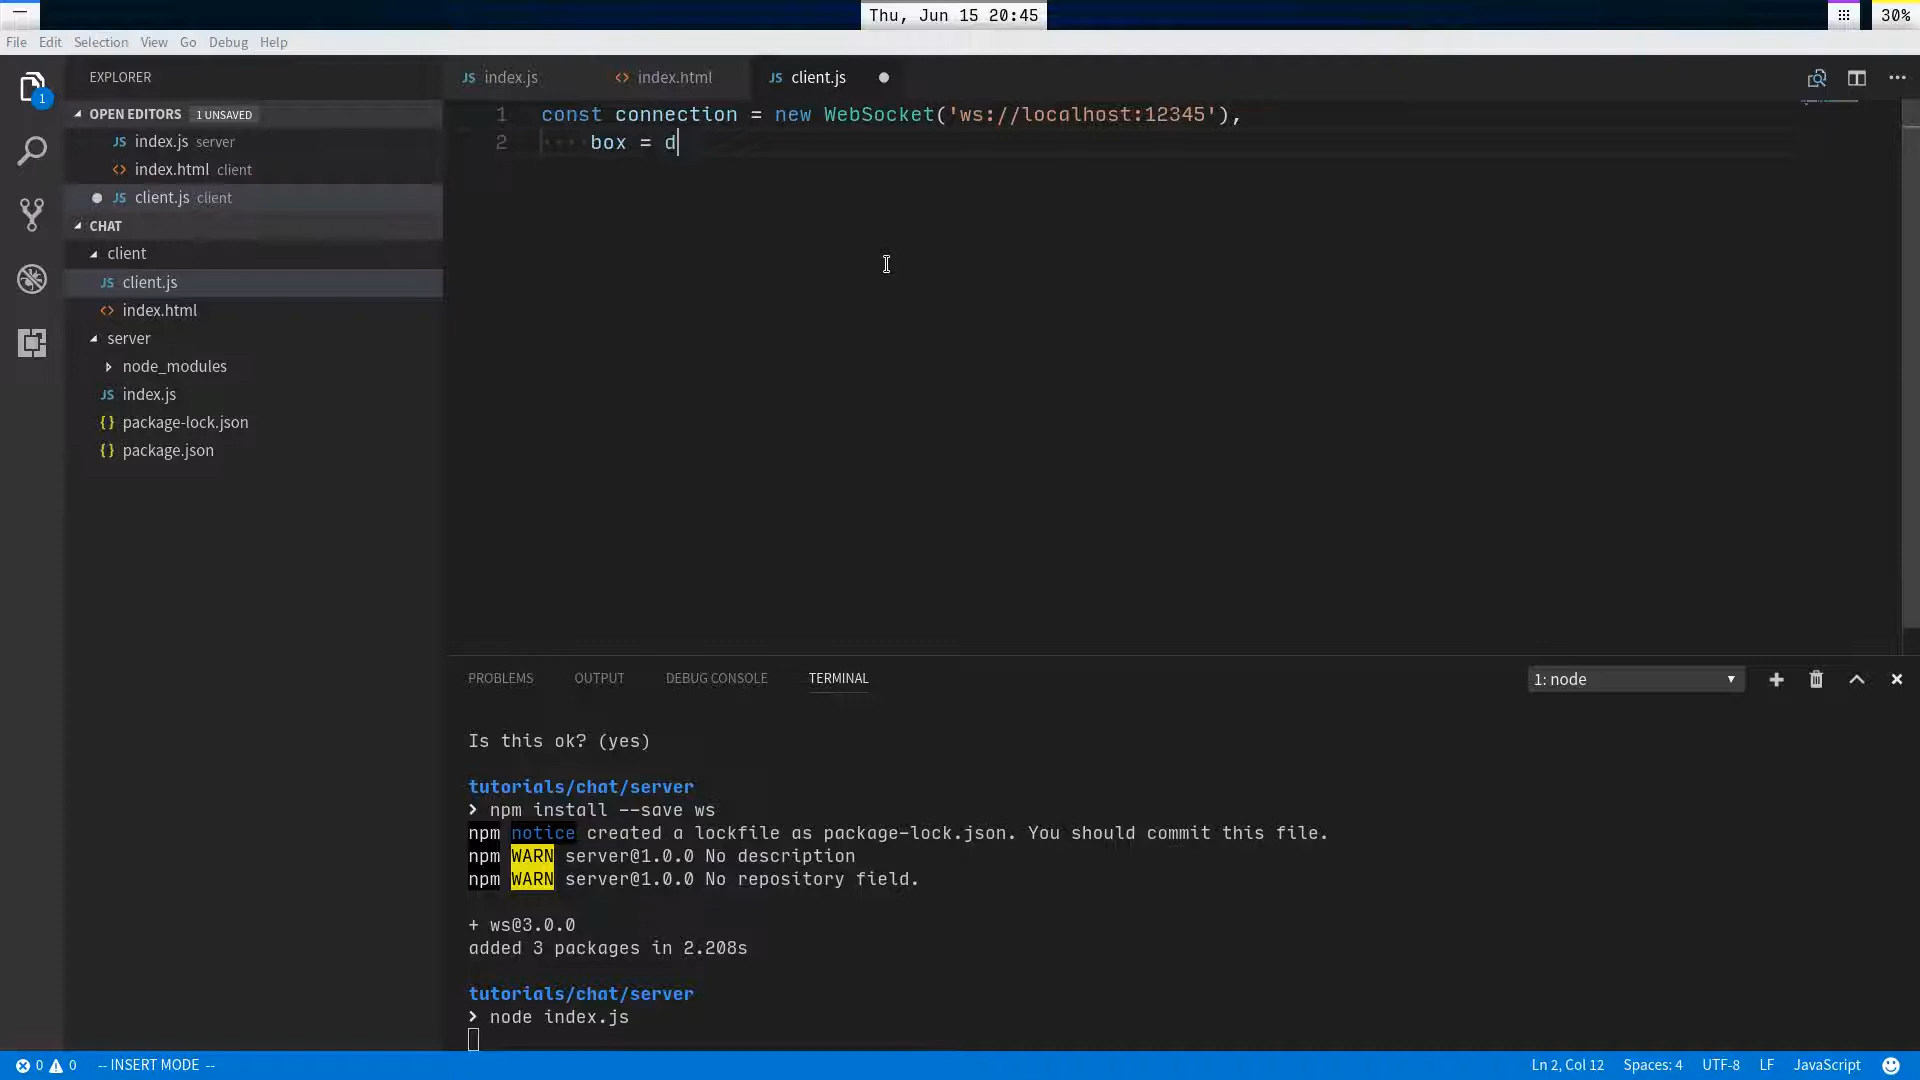 Thu, Jun 15 20:45
30%
File Edit Selection View Go Debug Help
EXPLORER
1
OPEN EDITORS 1 UNSAVED
JS index.js server
<> index.html client
JS client.js client
CHAT
client
JS client.js
<> index.html
server
node_modules
JS index.js
{} package-lock.json
{} package.json
JS index.js <> index.html JS client.js
1 const connection = new WebSocket('ws://localhost:12345'),
2 box = d
PROBLEMS OUTPUT DEBUG CONSOLE TERMINAL
1: node
Is this ok? (yes)
tutorials/chat/server
> npm install --save ws
npm notice created a lockfile as package-lock.json. You should commit this file.
npm WARN server@1.0.0 No description
npm WARN server@1.0.0 No repository field.
+ ws@3.0.0
added 3 packages in 2.208s
tutorials/chat/server
> node index.js
0 0 -- INSERT MODE --
Ln 2, Col 12 Spaces: 4 UTF-8 LF JavaScript